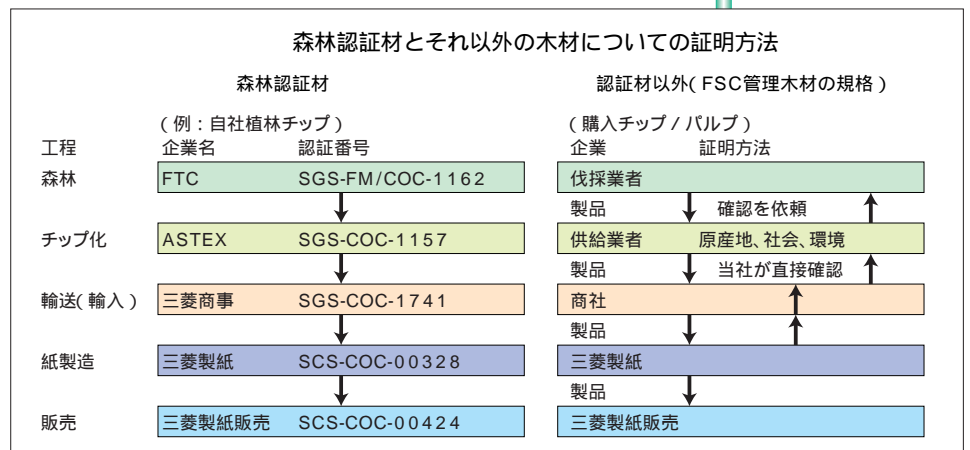 森林認証材とそれ以外の木材についての証明方法
森林認証材
認証材以外(FSC管理木材の規格)
(例:自社植林チップ)
(購入チップ/パルプ)
工程 企業名 認証番号
企業 証明方法
森林 FTC SGS-FM/COC-1162
伐採業者
製品 確認を依頼
チップ化 ASTEX SGS-COC-1157
供給業者 原産地、社会、環境
製品 当社が直接確認
輸送(輸入) 三菱商事 SGS-COC-1741
商社
製品
紙製造 三菱製紙 SCS-COC-00328
三菱製紙
製品
販売 三菱製紙販売 SCS-COC-00424
三菱製紙販売